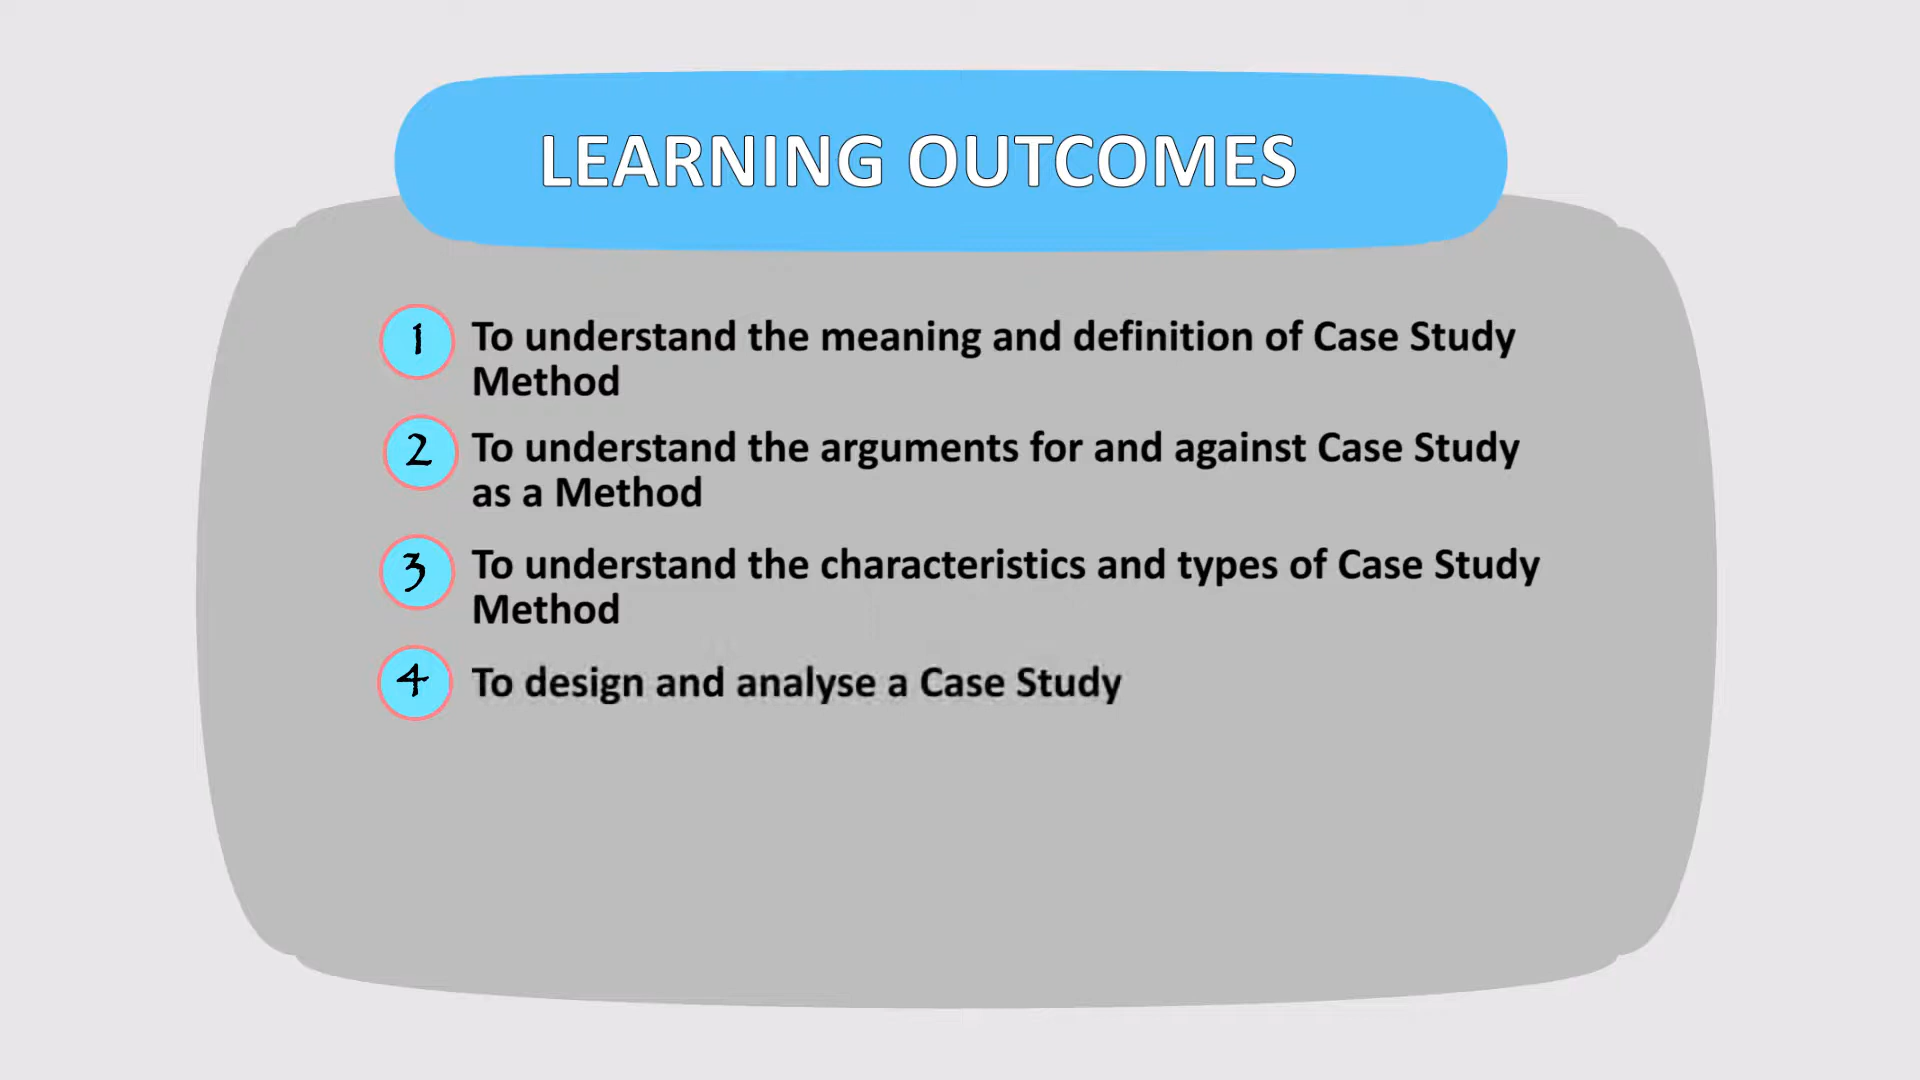 LEARNING OUTCOMES
1 To understand the meaning and definition of Case Study
Method
2 To understand the arguments for and against Case Study
as a Method
3 To understand the characteristics and types of Case Study
Method
4 To design and analyse a Case Study